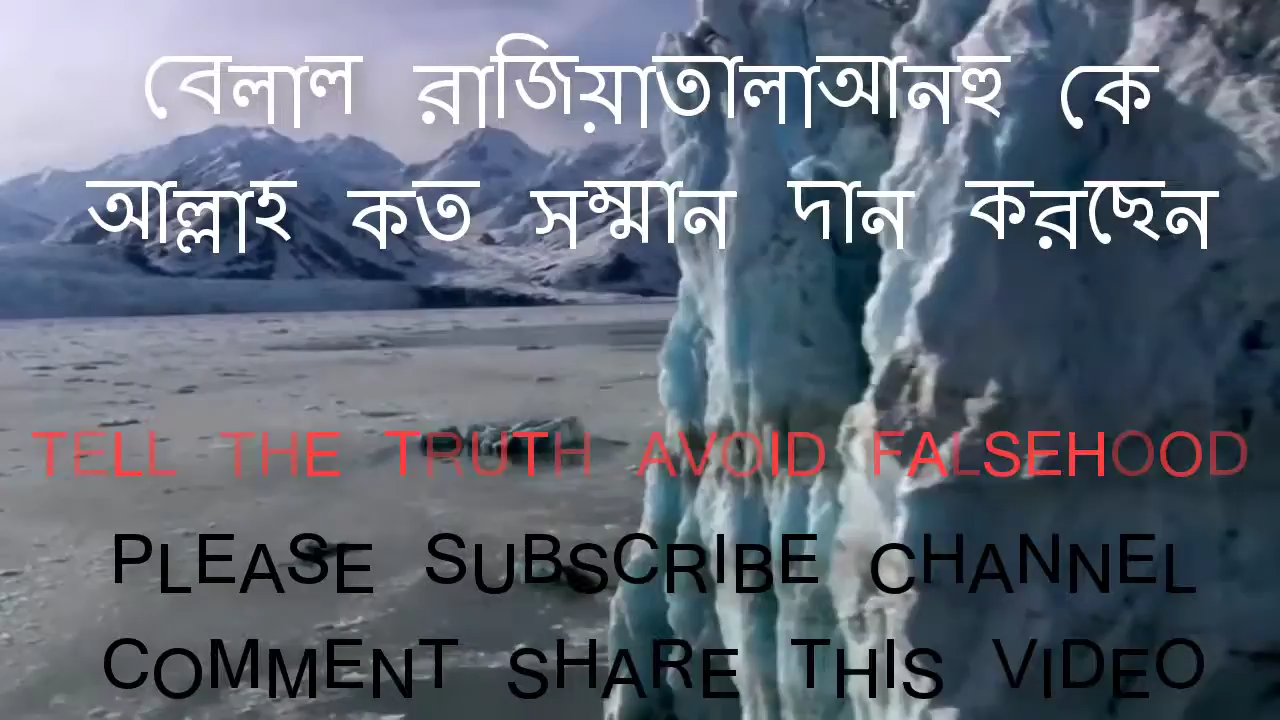 বেলাল রাজিয়াতালাআনহু কে
আল্লাহ কত সম্মান দান করছেন
TELL THE TRUTH AVOID FALSEHOOD
PLEASE SUBSCRIBE CHANNEL
COMMENT SHARE THIS VIDEO